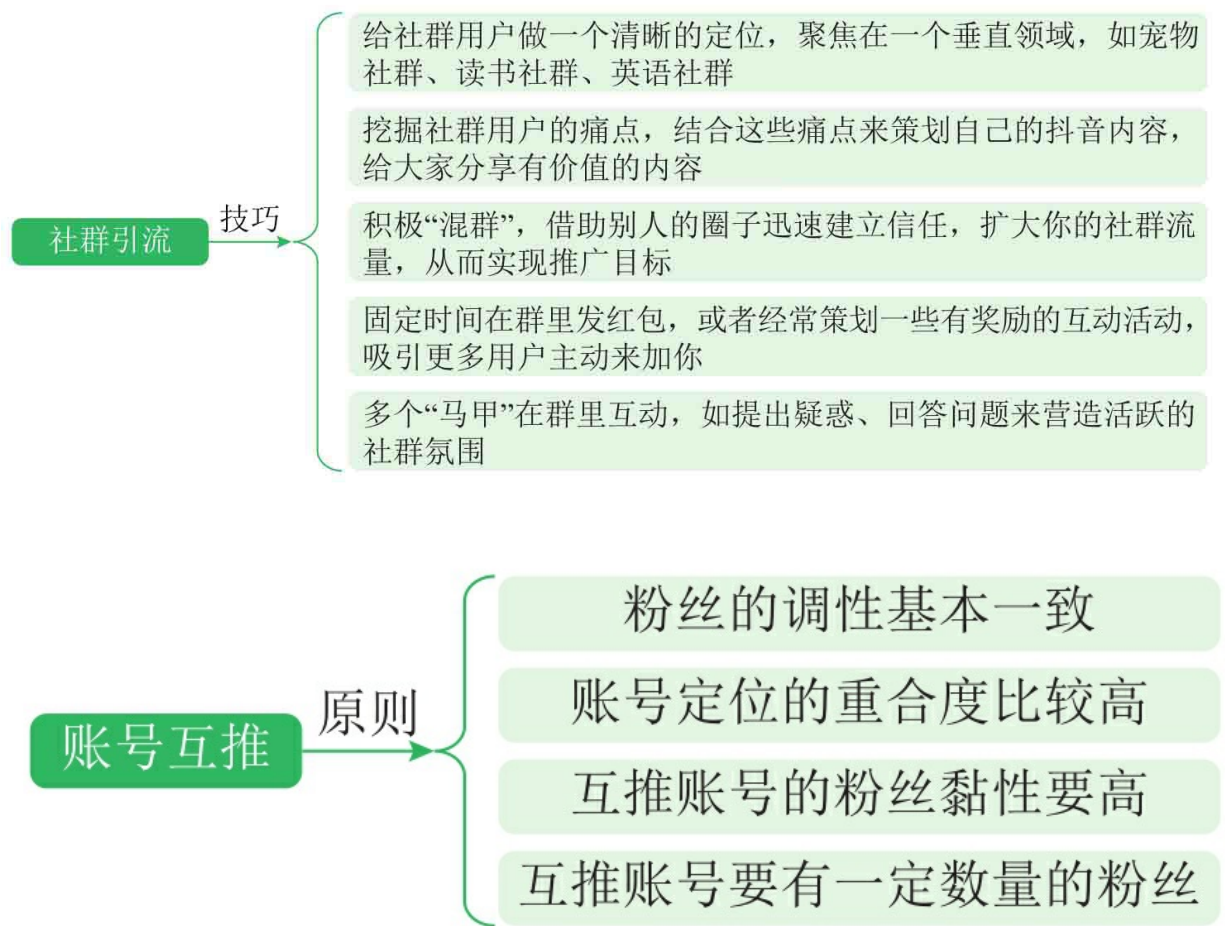 给社群用户做一个清晰的定位，聚焦在一个垂直领域，如宠物
社群、读书社群、英语社群
挖掘社群用户的痛点，结合这些痛点来策划自己的抖音内容，
给大家分享有价值的内容
社群引流
技巧
积极“混群”，借助别人的圈子迅速建立信任，扩大你的社群流
量，从而实现推广目标
固定时间在群里发红包，或者经常策划一些有奖励的互动活动，
吸引更多用户主动来加你
多个“马甲”在群里互动，如提出疑惑、回答问题来营造活跃的
社群氛围
粉丝的调性基本一致
账号定位的重合度比较高
账号互推
原则
互推账号的粉丝黏性要高
互推账号要有一定数量的粉丝